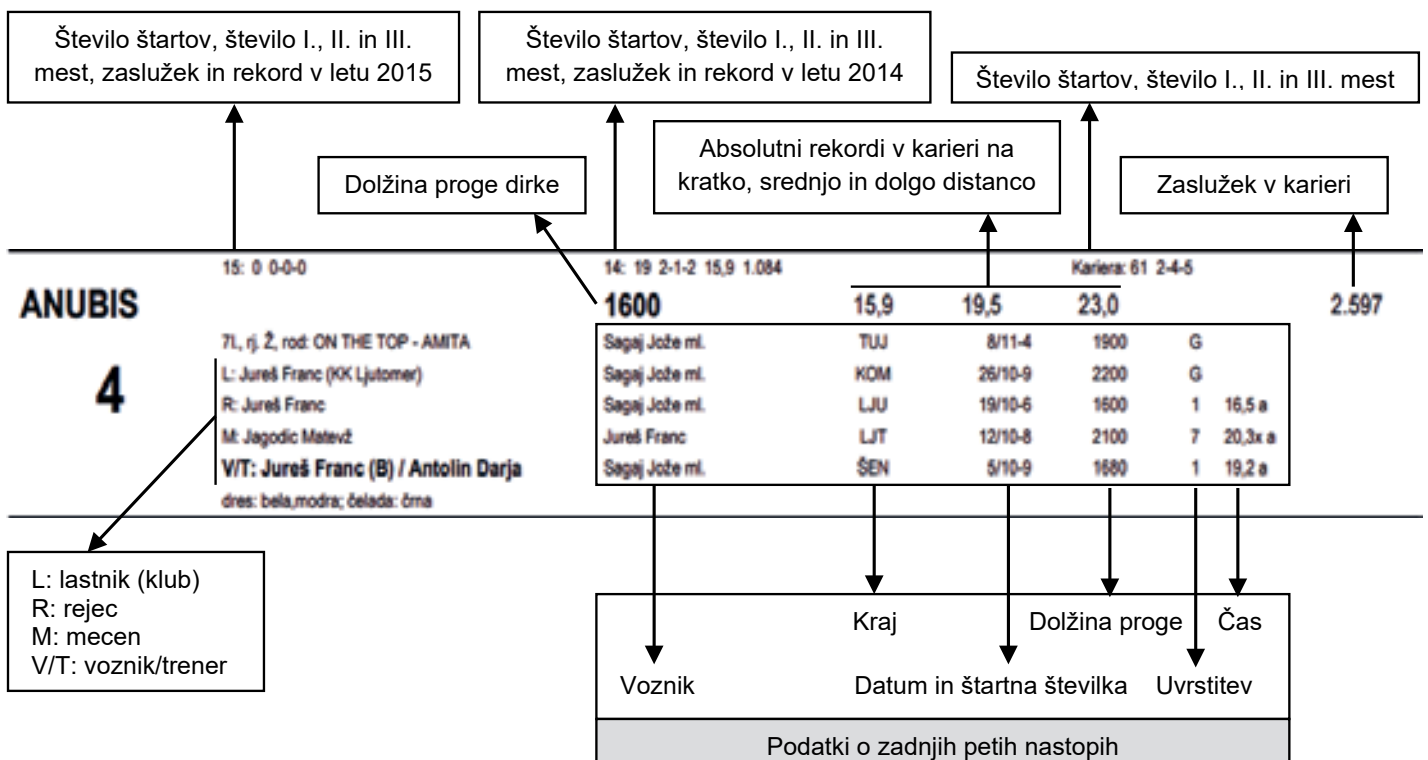 Število štartov, število I., II. in III.
mest, zaslužek in rekord v letu 2015
Število štartov, število I., II. in III.
mest, zaslužek in rekord v letu 2014
Število štartov, število I., II. in III. mest
Dolžina proge dirke
Absolutni rekordi v karieri na
kratko, srednjo in dolgo distanco
Zaslužek v karieri
15: 0 0-0-0
14: 19 2-1-2 15,9 1.084
Kariera: 61 2-4-5
ANUBIS
1600 15,9 19,5 23,0 2.597
4
7l., rj. Ž, rod: ON THE TOP - AMITA
L: Jureš Franc (KK Ljutomer)
R: Jureš Franc
M: Jagodic Matevž
V/T: Jureš Franc (B) / Antolin Darja
dres: bela,modra; čelada: črna
Sagaj Jože ml. TUJ 8/11-4 1900 G
Sagaj Jože ml. KOM 26/10-9 2200 G
Sagaj Jože ml. LJU 19/10-6 1600 1 16,5 a
Jureš Franc LJT 12/10-8 2100 7 20,3x a
Sagaj Jože ml. ŠEN 5/10-9 1680 1 19,2 a
L: lastnik (klub)
R: rejec
M: mecen
V/T: voznik/trener
Kraj Dolžina proge Čas
Voznik Datum in štartna številka Uvrstitev
Podatki o zadnjih petih nastopih